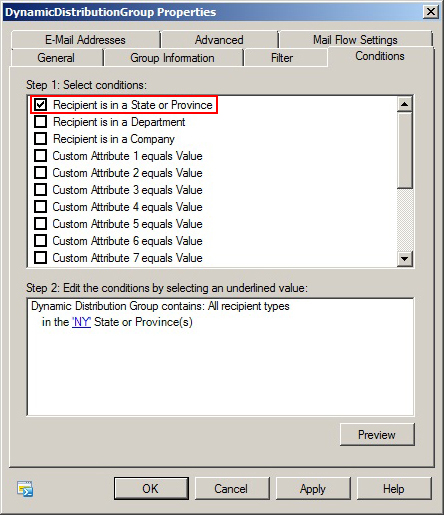 DynamicDistributionGroup Properties
E-Mail Addresses Advanced Mail Flow Settings
General Group Information Filter Conditions
Step 1: Select conditions:
Recipient is in a State or Province
Recipient is in a Department
Recipient is in a Company
Custom Attribute 1 equals Value
Custom Attribute 2 equals Value
Custom Attribute 3 equals Value
Custom Attribute 4 equals Value
Custom Attribute 5 equals Value
Custom Attribute 6 equals Value
Custom Attribute 7 equals Value
Step 2: Edit the conditions by selecting an underlined value:
Dynamic Distribution Group contains: All recipient types
in the 'NY' State or Province(s)
Preview
OK Cancel Apply Help